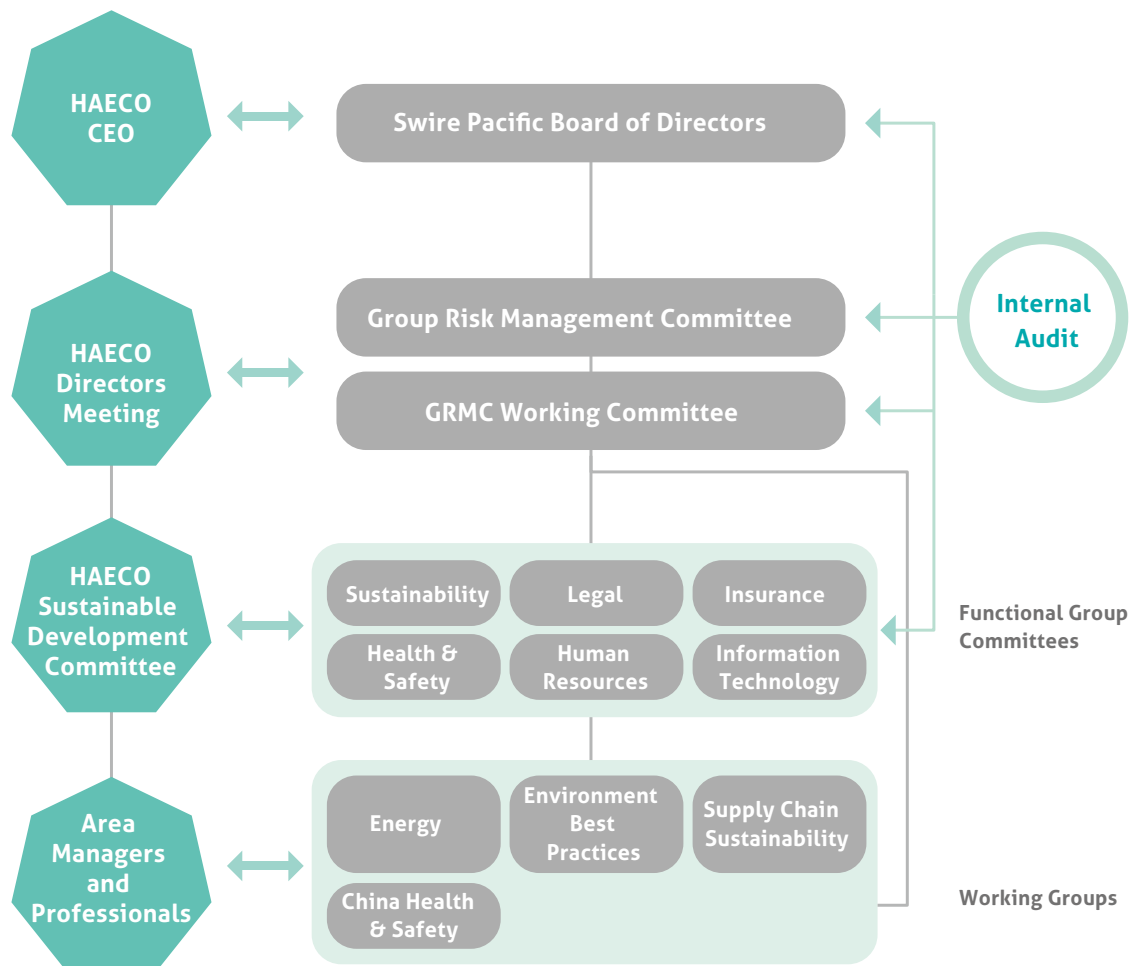 HAECO
CEO
Swire Pacific Board of Directors
Group Risk Management Committee
Internal
Audit
HAECO
Directors
Meeting
GRMC Working Committee
HAECO
Sustainable
Development
Committee
Sustainability
Legal
Insurance
Health &
Safety
Human
Resources
Information
Technology
Functional Group
Committees
Area
Managers
and
Professionals
Energy
Environment
Best
Practices
Supply Chain
Sustainability
China Health
& Safety
Working Groups